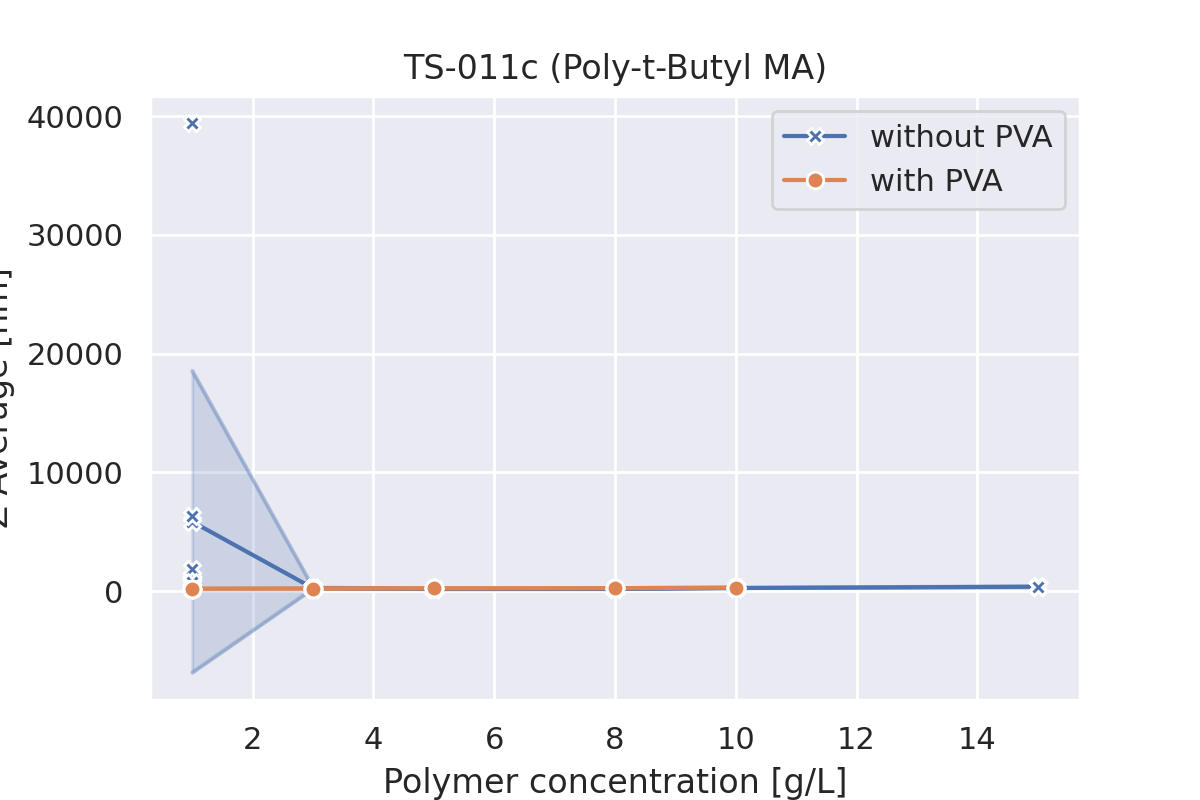 TS-011c (Poly-t-Butyl MA)
40000
30000
20000
10000
0
without PVA
with PVA
2 4 6 8 10 12 14
Polymer concentration [g/L]